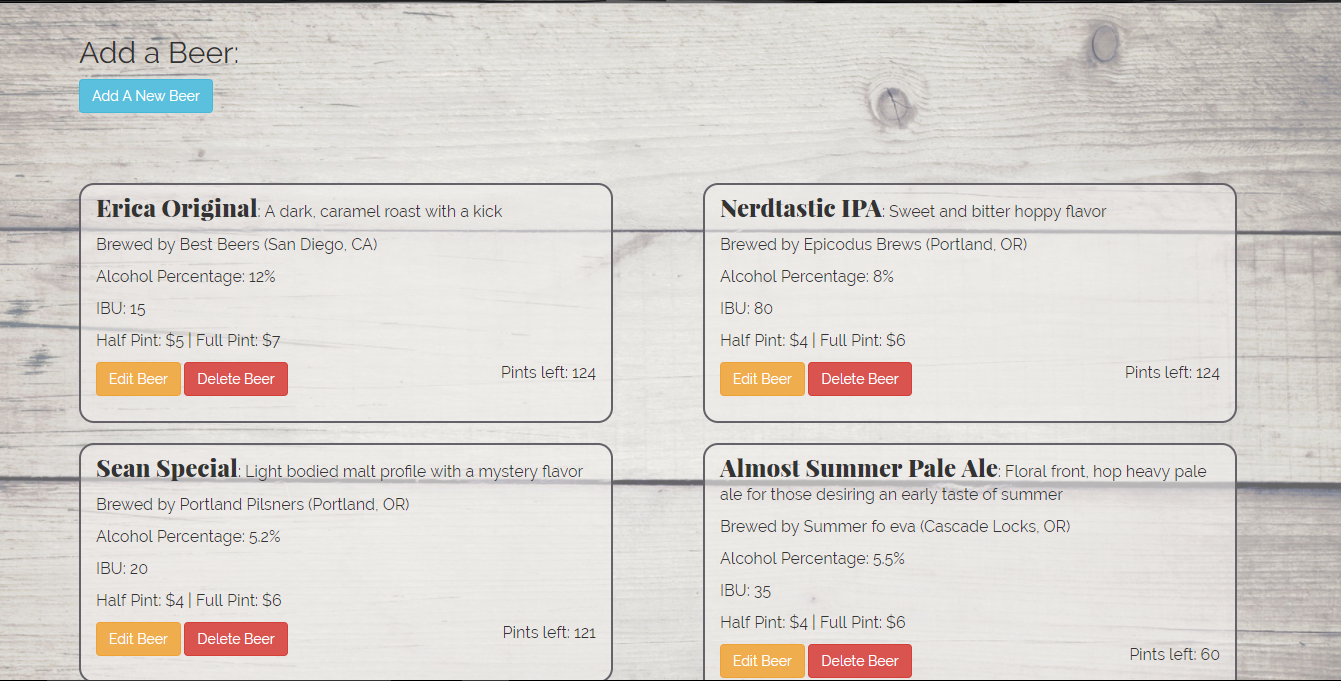 Add a Beer:
Add A New Beer
Erica Original: A dark, caramel roast with a kick
Brewed by Best Beers (San Diego, CA)
Alcohol Percentage: 12%
IBU: 15
Half Pint: $5 | Full Pint: $7
Edit Beer Delete Beer Pints left: 124
Nerdtastic IPA: Sweet and bitter hoppy flavor
Brewed by Epicodus Brews (Portland, OR)
Alcohol Percentage: 8%
IBU: 80
Half Pint: $4 | Full Pint: $6
Edit Beer Delete Beer Pints left: 124
Sean Special: Light bodied malt profile with a mystery flavor
Brewed by Portland Pilsners (Portland, OR)
Alcohol Percentage: 5.2%
IBU: 20
Half Pint: $4 | Full Pint: $6
Edit Beer Delete Beer Pints left: 121
Almost Summer Pale Ale: Floral front, hop heavy pale
ale for those desiring an early taste of summer
Brewed by Summer fo eva (Cascade Locks, OR)
Alcohol Percentage: 5.5%
IBU: 35
Half Pint: $4 | Full Pint: $6
Edit Beer Delete Beer Pints left: 60